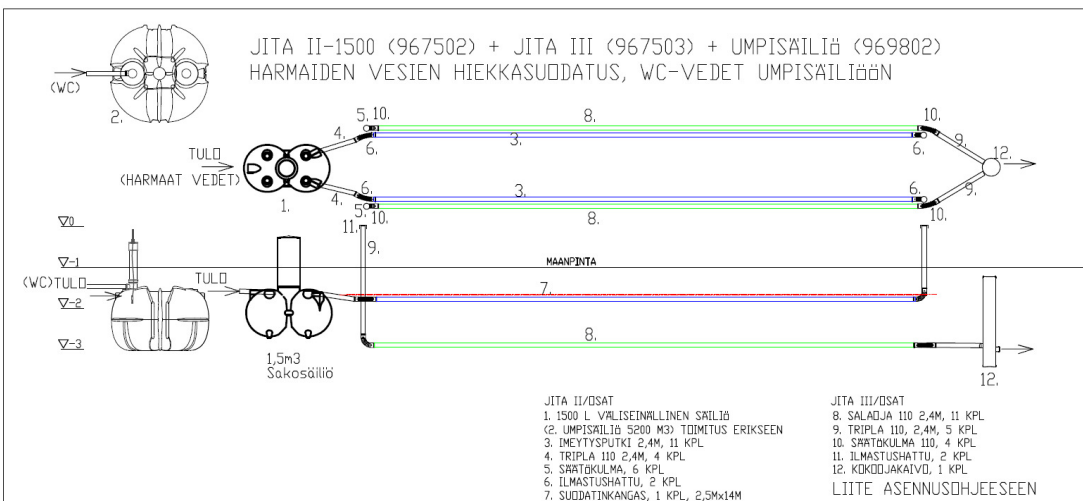 JITA II-1500 (967502) + JITA III (967503) + UMPISÄILIö (969802)
HARMAIDEN VESIEN HIEKKASUODATUS, WC-VEDET UMPISÄILIööN
(WC)
2.
5. 10.
8.
10.
4.
6.
3.
6.
9.
12.
TULO
(HARMAAT VEDET)
1.
4.
6.
5. 10.
3.
8.
6.
10.
9.
11.
9.
▽0
▽-1
MAANPINTA
(WC)TULO
TULO
▽-2
7.
▽-3
8.
1,5m3
Sakosäiliö
12.
JITA II/OSAT
1. 1500 L VÄLISEINÄLLINEN SÄILIö
(2. UMPISÄILIö 5200 M3) TOIMITUS ERIKSEEN
3. IMEYTYSPUTKI 2,4M, 11 KPL
4. TRIPLA 110 2,4M, 4 KPL
5. SÄÄTöKULMA, 6 KPL
6. ILMASTUSHATTU, 2 KPL
7. SUODATINKANGAS, 1 KPL, 2,5Mx14M
JITA III/OSAT
8. SALAOJA 110 2,4M, 11 KPL
9. TRIPLA 110, 2,4M, 5 KPL
10. SÄÄTöKULMA 110, 4 KPL
11. ILMASTUSHATTU, 2 KPL
12. KOKOOJAKAIVO, 1 KPL
LIITE ASENNUSOHJEESEEN